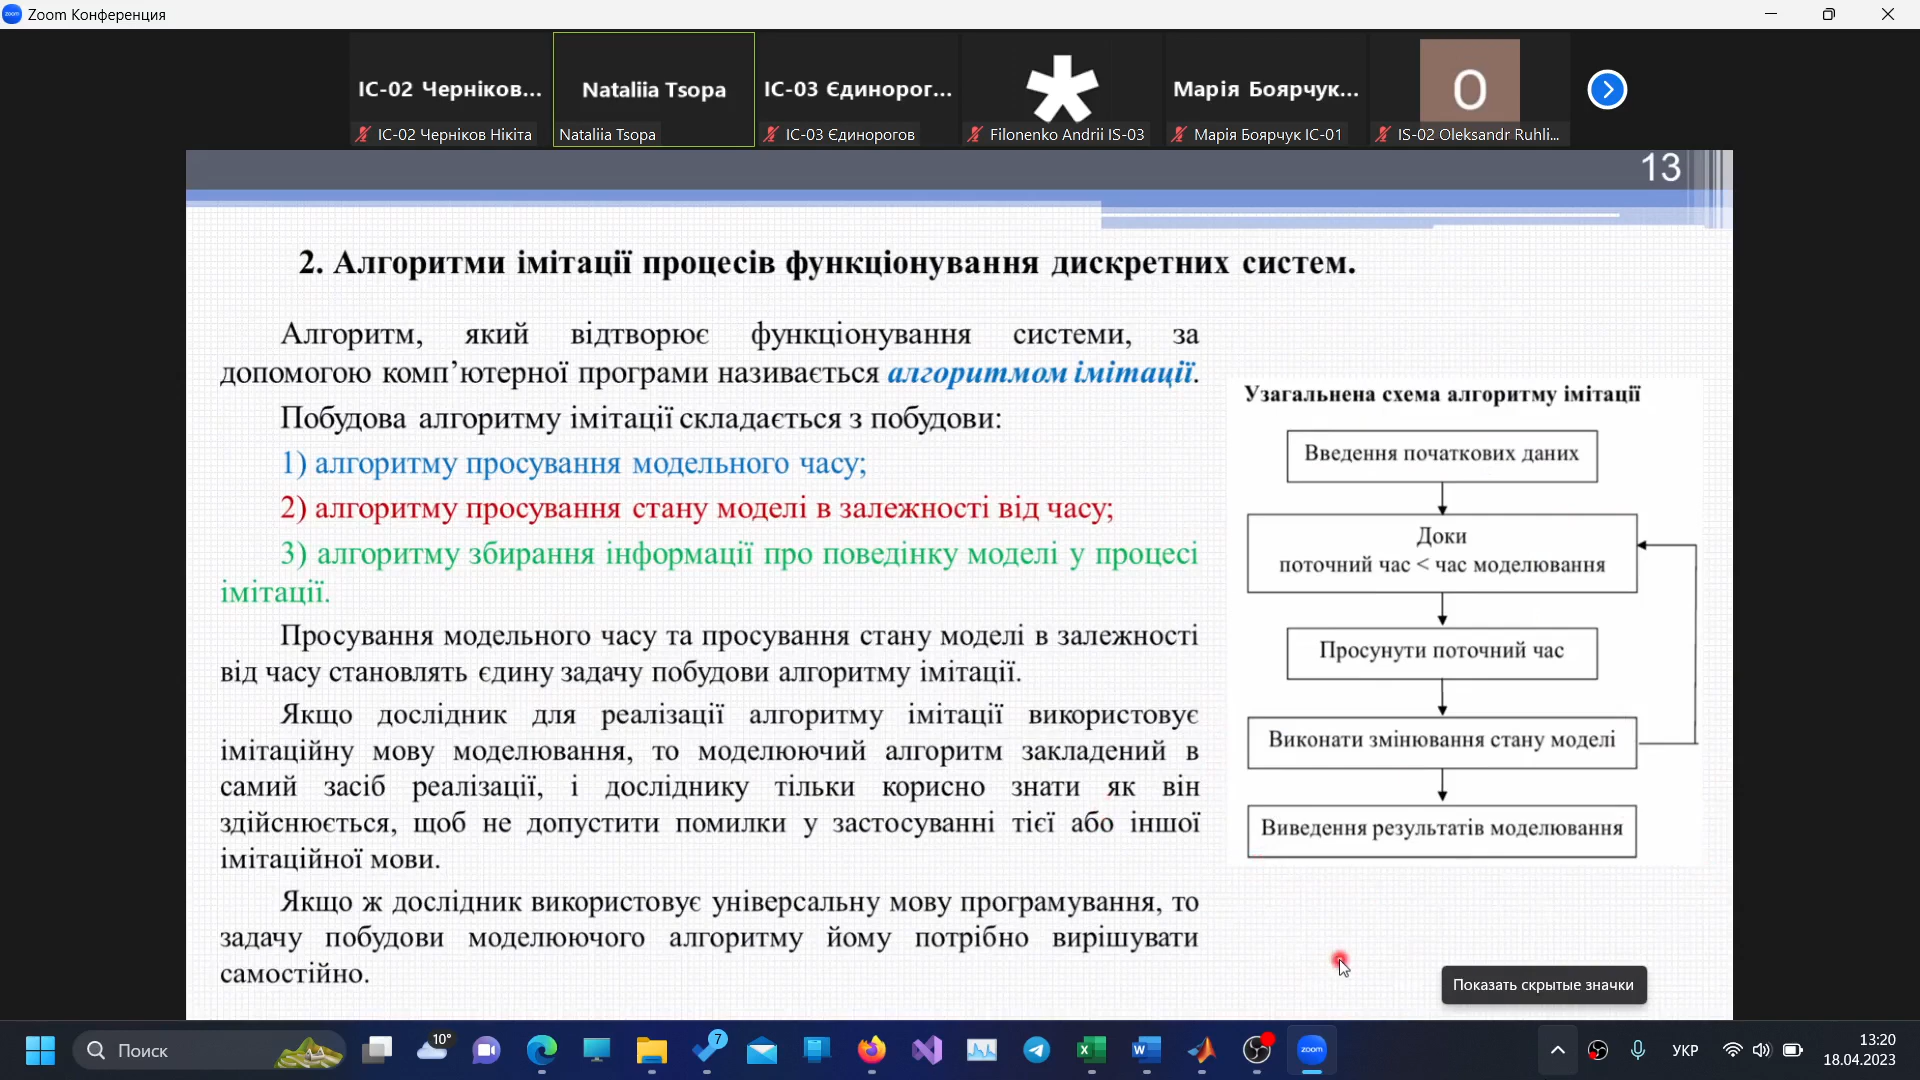 Zoom Конференция
IC-02 Черніков...
Nataliia Tsopa
ІС-03 Єдинорог...
Марія Боярчук...
O
IC-02 Черніков Нікіта
Nataliia Tsopa
ІС-03 Єдинорогов
Filonenko Andrii IS-03
Марія Боярчук ІС-01
IS-02 Oleksandr Ruhli...
13
2. Алгоритми імітації процесів функціонування дискретних систем.
Алгоритм, який відтворює функціонування системи, за
допомогою комп’ютерної програми називається алгоритмом імітації.
Побудова алгоритму імітації складається з побудови:
1) алгоритму просування модельного часу;
2) алгоритму просування стану моделі в залежності від часу;
3) алгоритму збирання інформації про поведінку моделі у процесі
імітації.
Просування модельного часу та просування стану моделі в залежності
від часу становлять єдину задачу побудови алгоритму імітації.
Якщо дослідник для реалізації алгоритму імітації використовує
імітаційну мову моделювання, то моделюючий алгоритм закладений в
самий засіб реалізації, і досліднику тільки корисно знати як він
здійснюється, щоб не допустити помилки у застосуванні тієї або іншої
імітаційної мови.
Якщо ж дослідник використовує універсальну мову програмування, то
задачу побудови моделюючого алгоритму йому потрібно вирішувати
самостійно.
Узагальнена схема алгоритму імітації
Введення початкових даних
Доки
поточний час < час моделювання
Просунути поточний час
Виконати змінювання стану моделі
Виведення результатів моделювання
Показать скрытые значки
Поиск
10°
7
zoom
УКР
13:20
18.04.2023